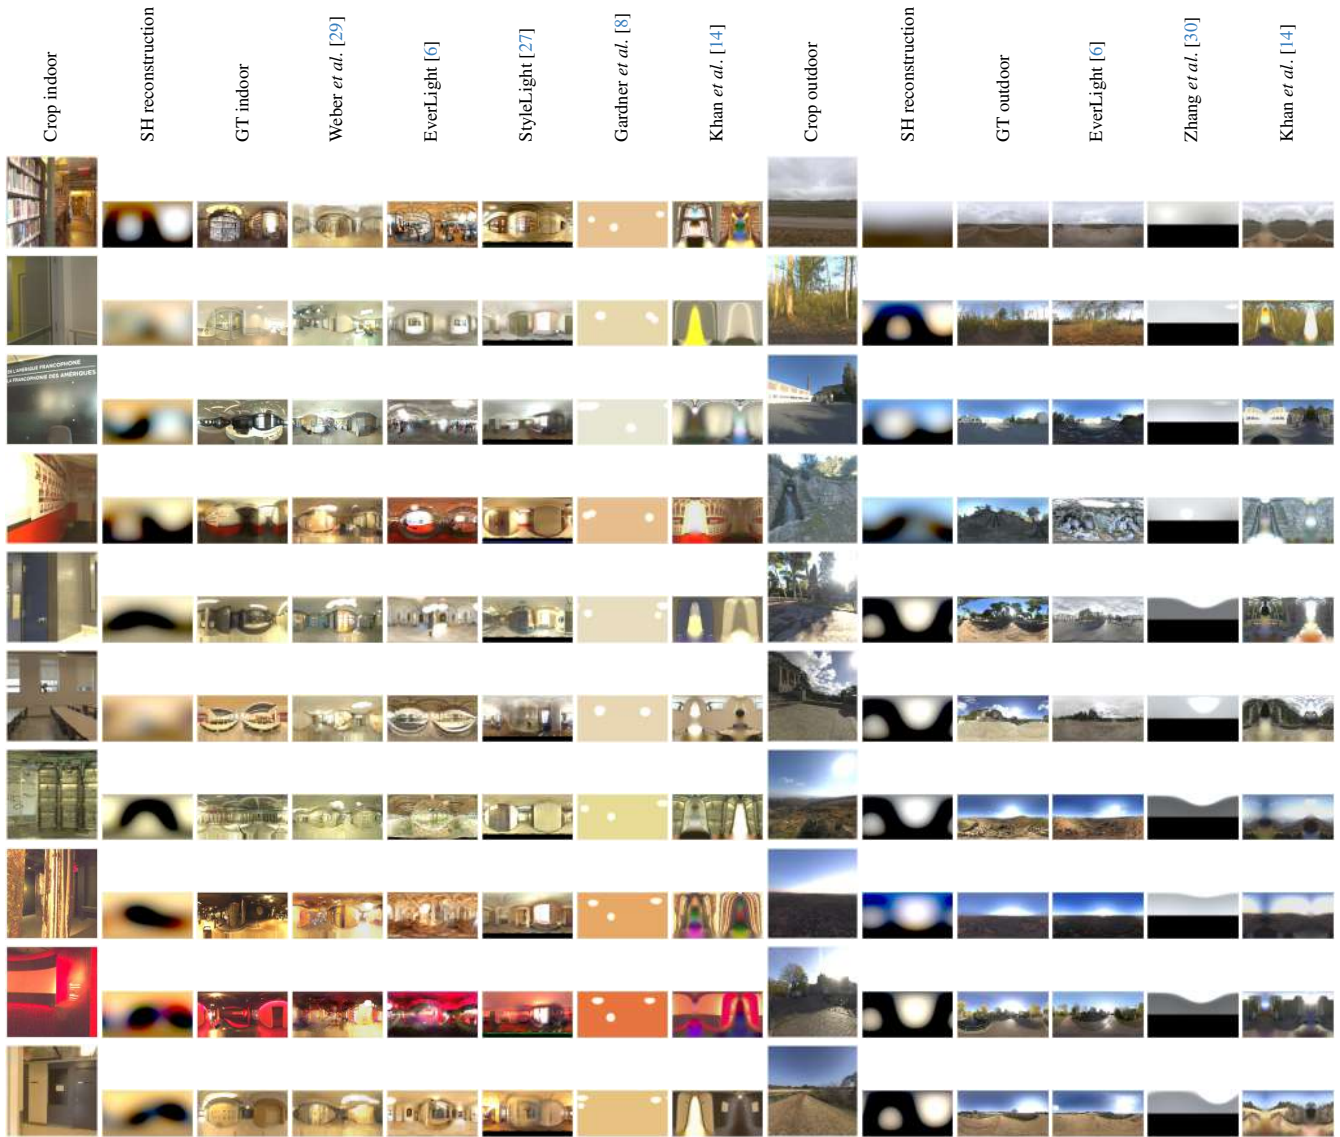 Crop indoor
SH reconstruction
GT indoor
Weber et al. [29]
EverLight [6]
StyleLight [27]
Gardner et al. [8]
Khan et al. [14]
Crop outdoor
SH reconstruction
GT outdoor
EverLight [6]
Zhang et al. [30]
Khan et al. [14]
DE L'AMÉRIQUE FRANCOPHONE
LA FRANCOPHONIE DES AMÉRIQUES